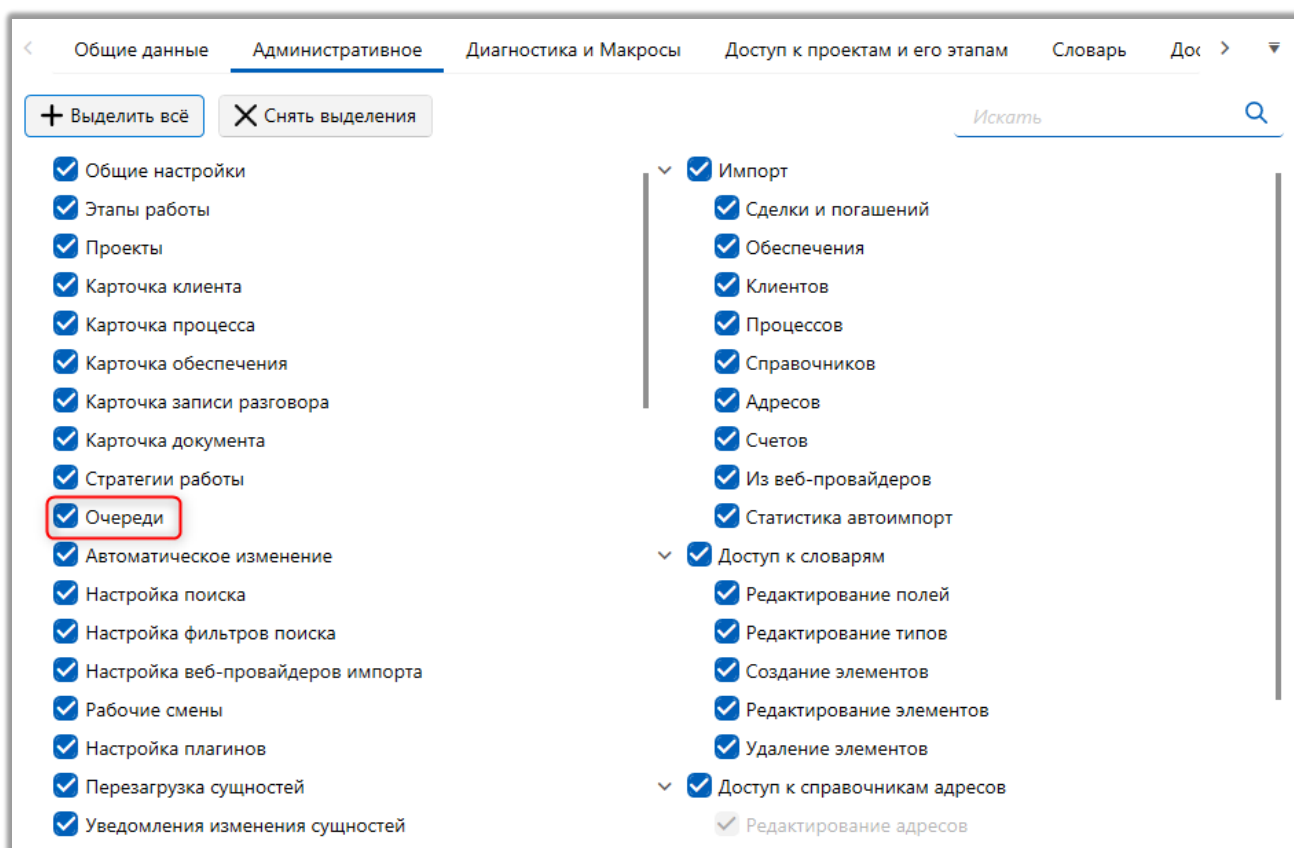 Общие данные Административное Диагностика и Макросы Доступ к проектам и его этапам Словарь Дос
Выделить всё Снять выделения Искать
Общие настройки
Этапы работы
Проекты
Карточка клиента
Карточка процесса
Карточка обеспечения
Карточка записи разговора
Карточка документа
Стратегии работы
Очереди
Автоматическое изменение
Настройка поиска
Настройка фильтров поиска
Настройка веб-провайдеров импорта
Рабочие смены
Настройка плагинов
Перезагрузка сущностей
Уведомления изменения сущностей
Импорт
Сделки и погашений
Обеспечения
Клиентов
Процессов
Справочников
Адресов
Счетов
Из веб-провайдеров
Статистика автоимпорт
Доступ к словарям
Редактирование полей
Редактирование типов
Создание элементов
Редактирование элементов
Удаление элементов
Доступ к справочникам адресов
Редактирование адресов